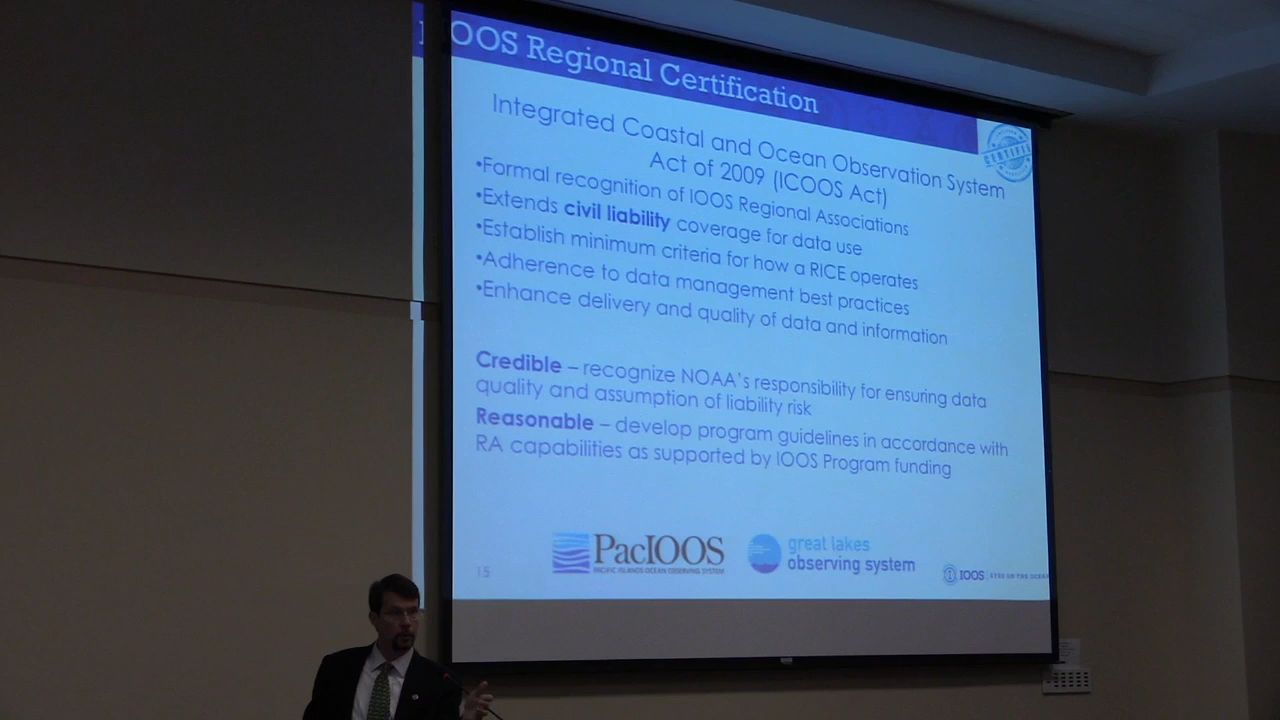 IOOS Regional Certification
Integrated Coastal and Ocean Observation System
Act of 2009 (ICOOS Act)
•Formal recognition of IOOS Regional Associations
•Extends civil liability coverage for data use
•Establish minimum criteria for how a RICE operates
•Adherence to data management best practices
•Enhance delivery and quality of data and information
Credible – recognize NOAA's responsibility for ensuring data
quality and assumption of liability risk
Reasonable – develop program guidelines in accordance with
RA capabilities as supported by IOOS Program funding
PacIOOS
PACIFIC ISLANDS OCEAN OBSERVING SYSTEM
great lakes
observing system
15
IOOS EYES ON THE OCEAN
CERTIFIE